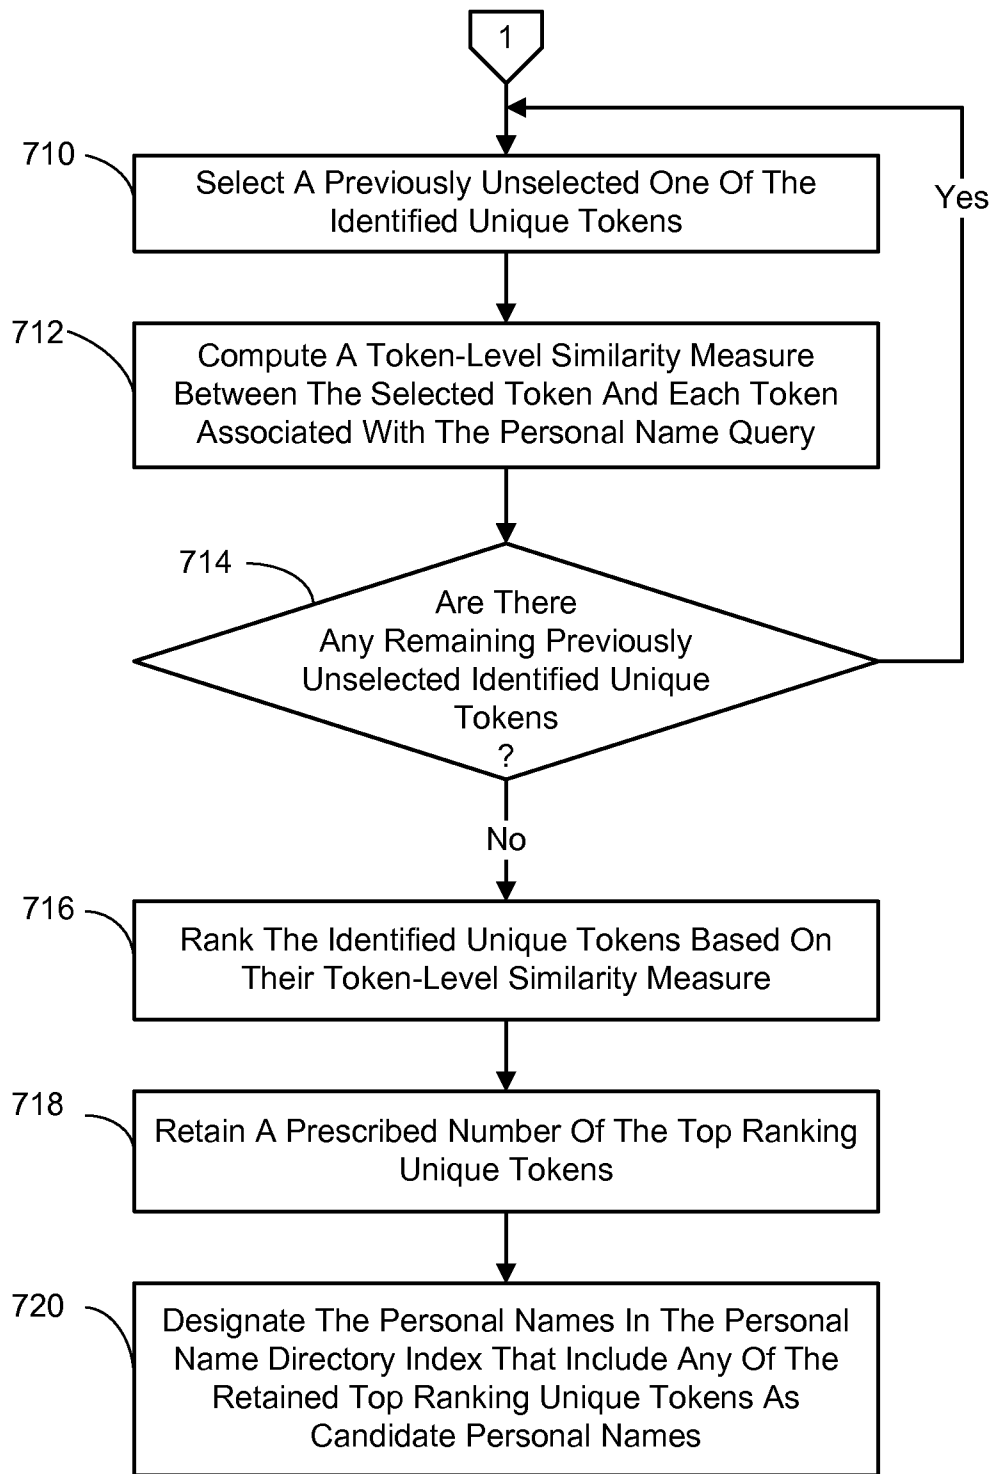 1
710
Select A Previously Unselected One Of The
Identified Unique Tokens
Yes
712
Compute A Token-Level Similarity Measure
Between The Selected Token And Each Token
Associated With The Personal Name Query
714
Are There
Any Remaining Previously
Unselected Identified Unique
Tokens
?
No
716
Rank The Identified Unique Tokens Based On
Their Token-Level Similarity Measure
718
Retain A Prescribed Number Of The Top Ranking
Unique Tokens
720
Designate The Personal Names In The Personal
Name Directory Index That Include Any Of The
Retained Top Ranking Unique Tokens As
Candidate Personal Names